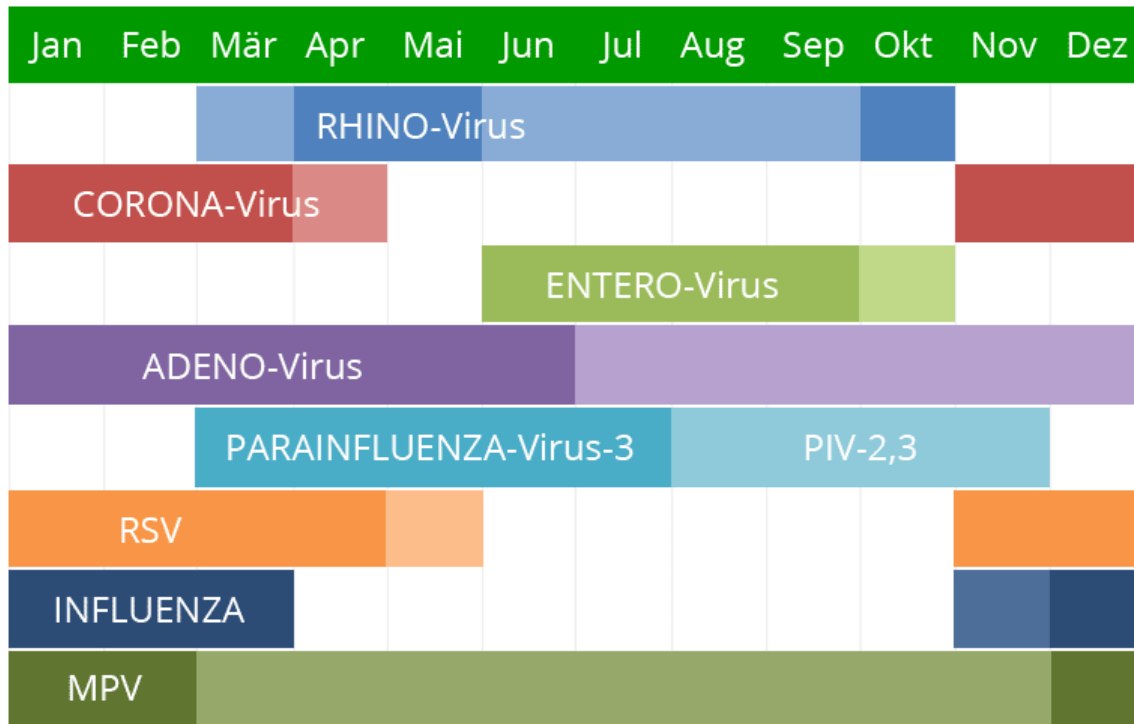 Jan Feb Mär Apr Mai Jun Jul Aug Sep Okt Nov Dez
RHINO-Virus
CORONA-Virus
ENTERO-Virus
ADENO-Virus
PARAINFLUENZA-Virus-3 PIV-2,3
RSV
INFLUENZA
MPV